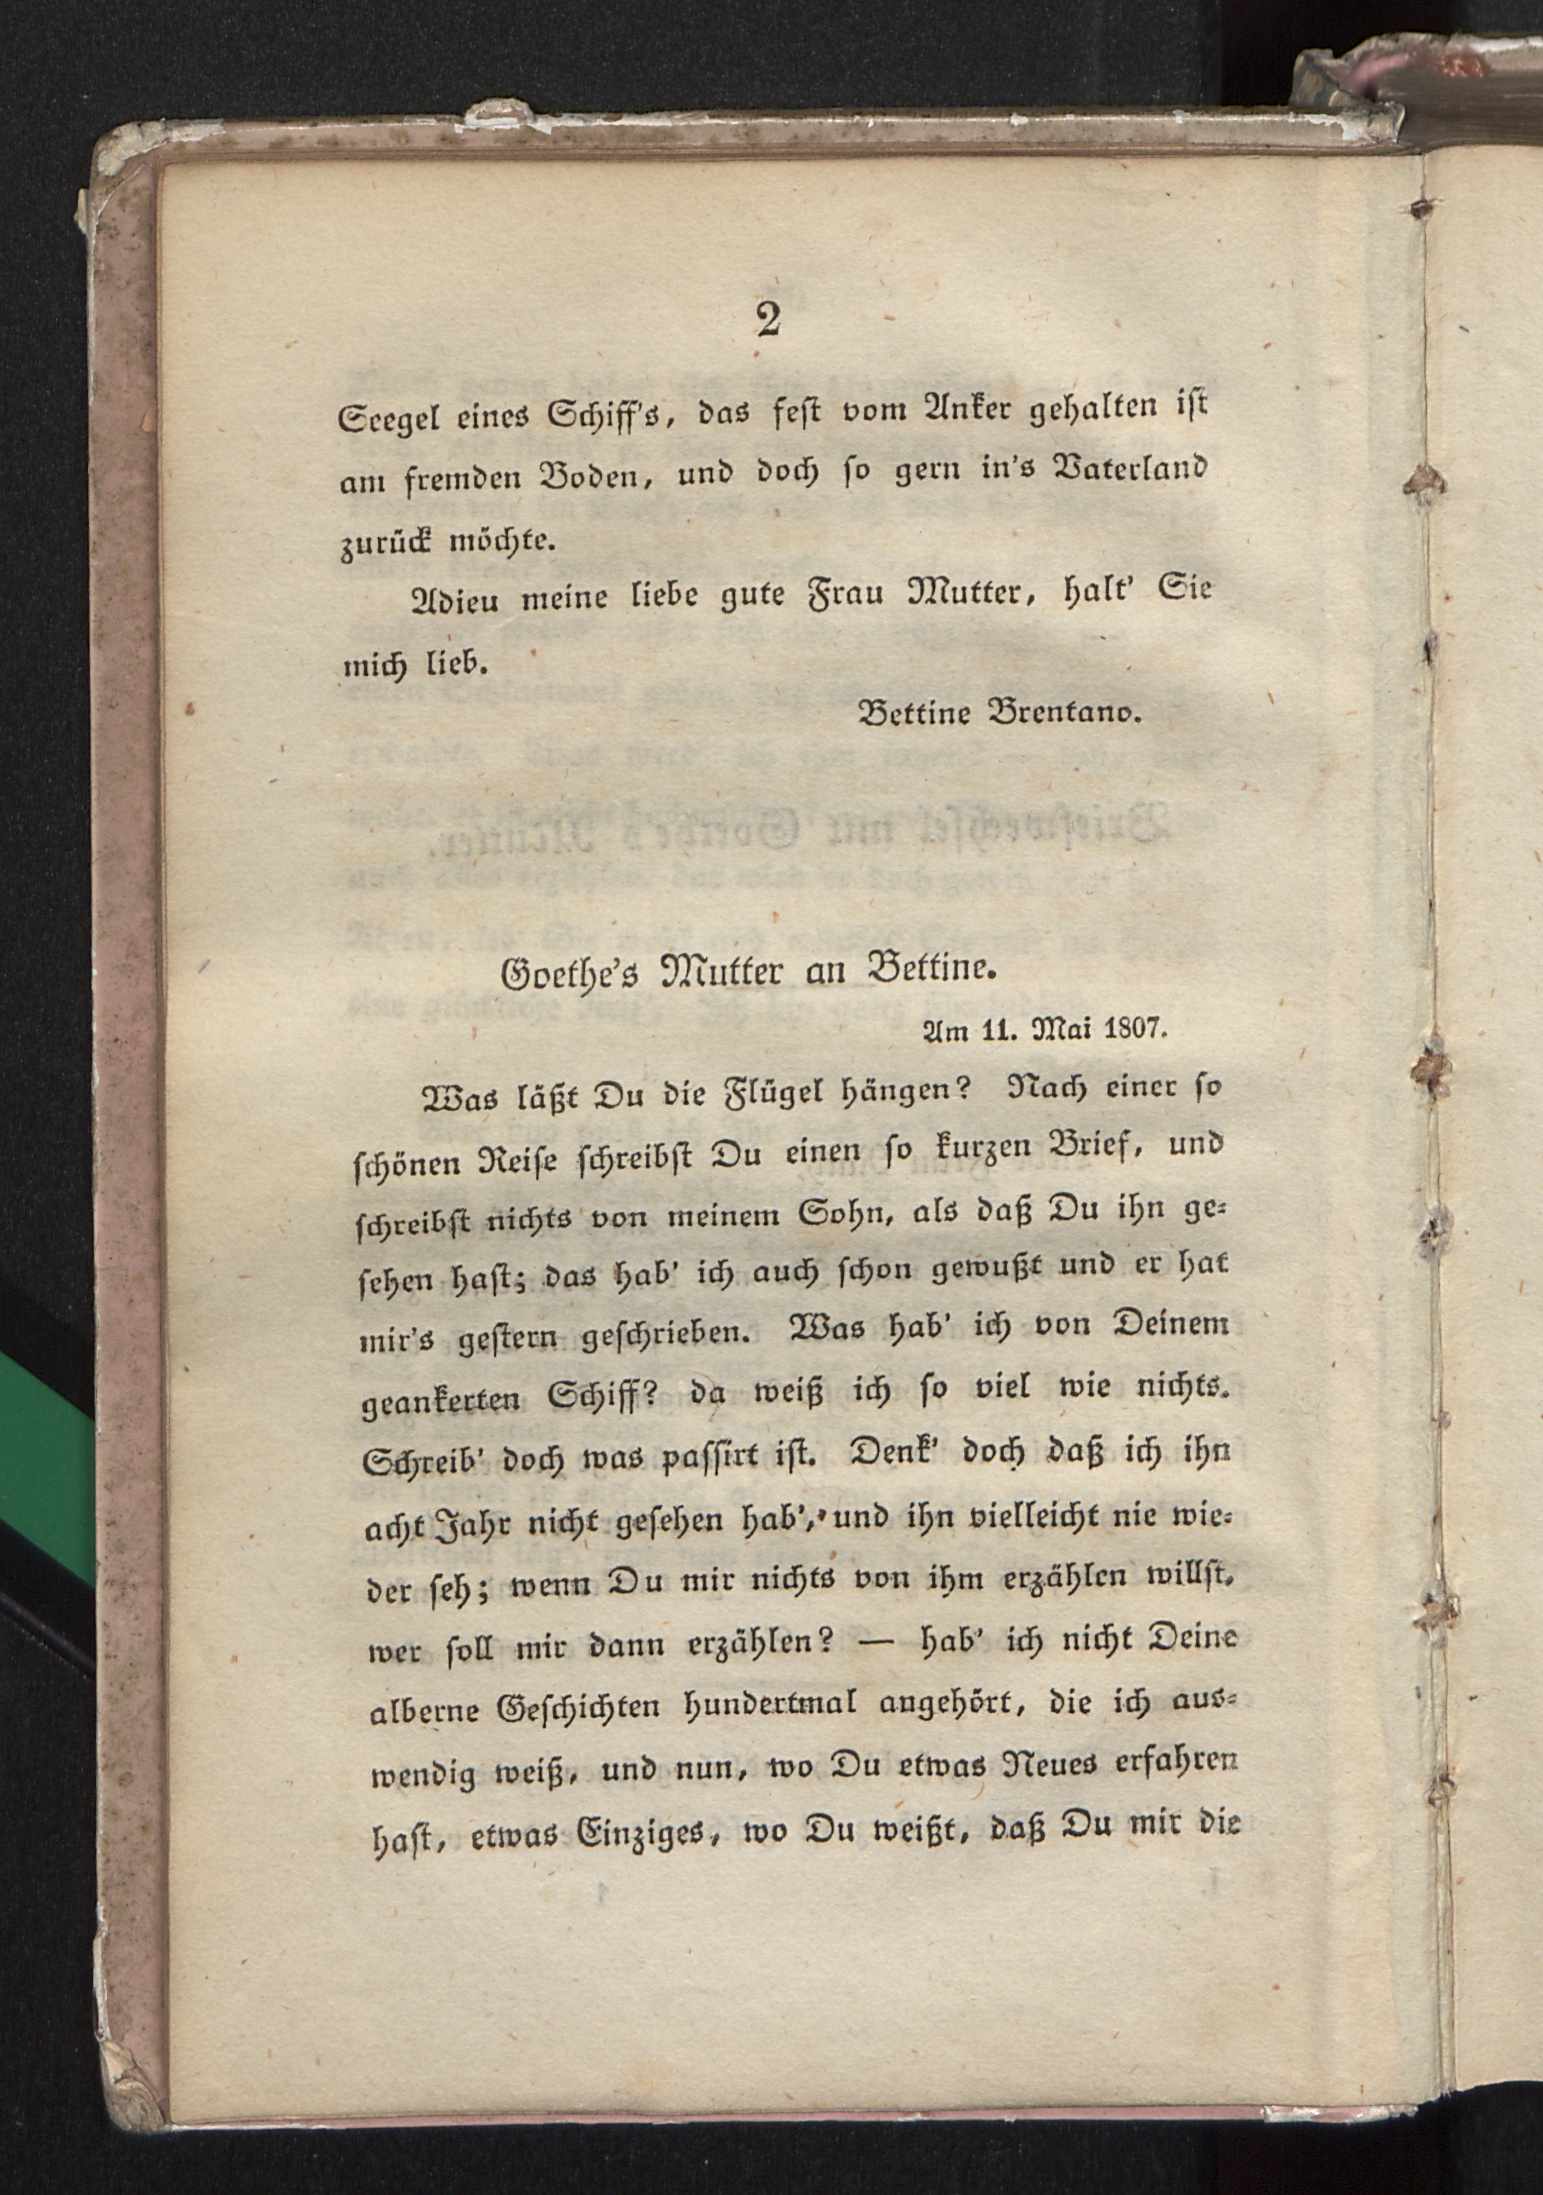 2
Seegel eines Schiff's, das fest vom Anker gehalten ist
am fremden Boden, und doch so gern in's Vaterland
zurück möchte.
Adieu meine liebe gute Frau Mutter, halt' Sie
mich lieb.
Bettine Brentano.
Goethe's Mutter an Bettine.
Am 11. Mai 1807.
Was läßt Du die Flügel hängen? Nach einer so
schönen Reise schreibst Du einen so kurzen Brief, und
schreibst nichts von meinem Sohn, als daß Du ihn ge-
sehen hast; das hab' ich auch schon gewußt und er hat
mir's gestern geschrieben. Was hab' ich von Deinem
geankerten Schiff? da weiß ich so viel wie nichts.
Schreib' doch was passirt ist. Denk' doch daß ich ihn
acht Jahr nicht gesehen hab', und ihn vielleicht nie wie-
der seh; wenn Du mir nichts von ihm erzählen willst,
wer soll mir dann erzählen? — hab' ich nicht Deine
alberne Geschichten hundertmal angehört, die ich aus-
wendig weiß, und nun, wo Du etwas Neues erfahren
hast, etwas Einziges, wo Du weißt, daß Du mir die